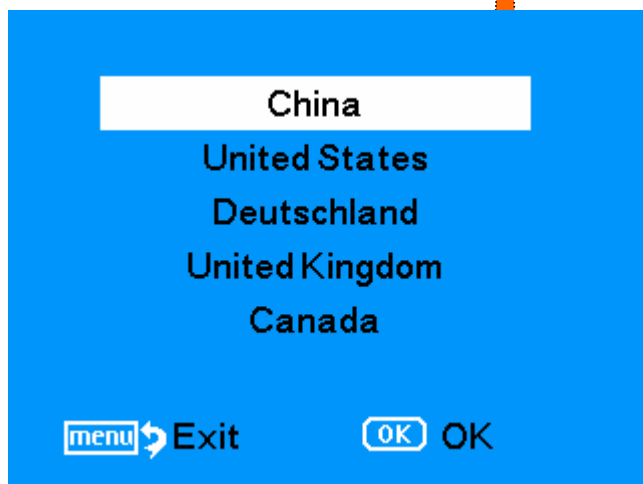 China
United States
Deutschland
United Kingdom
Canada
menu Exit OK OK